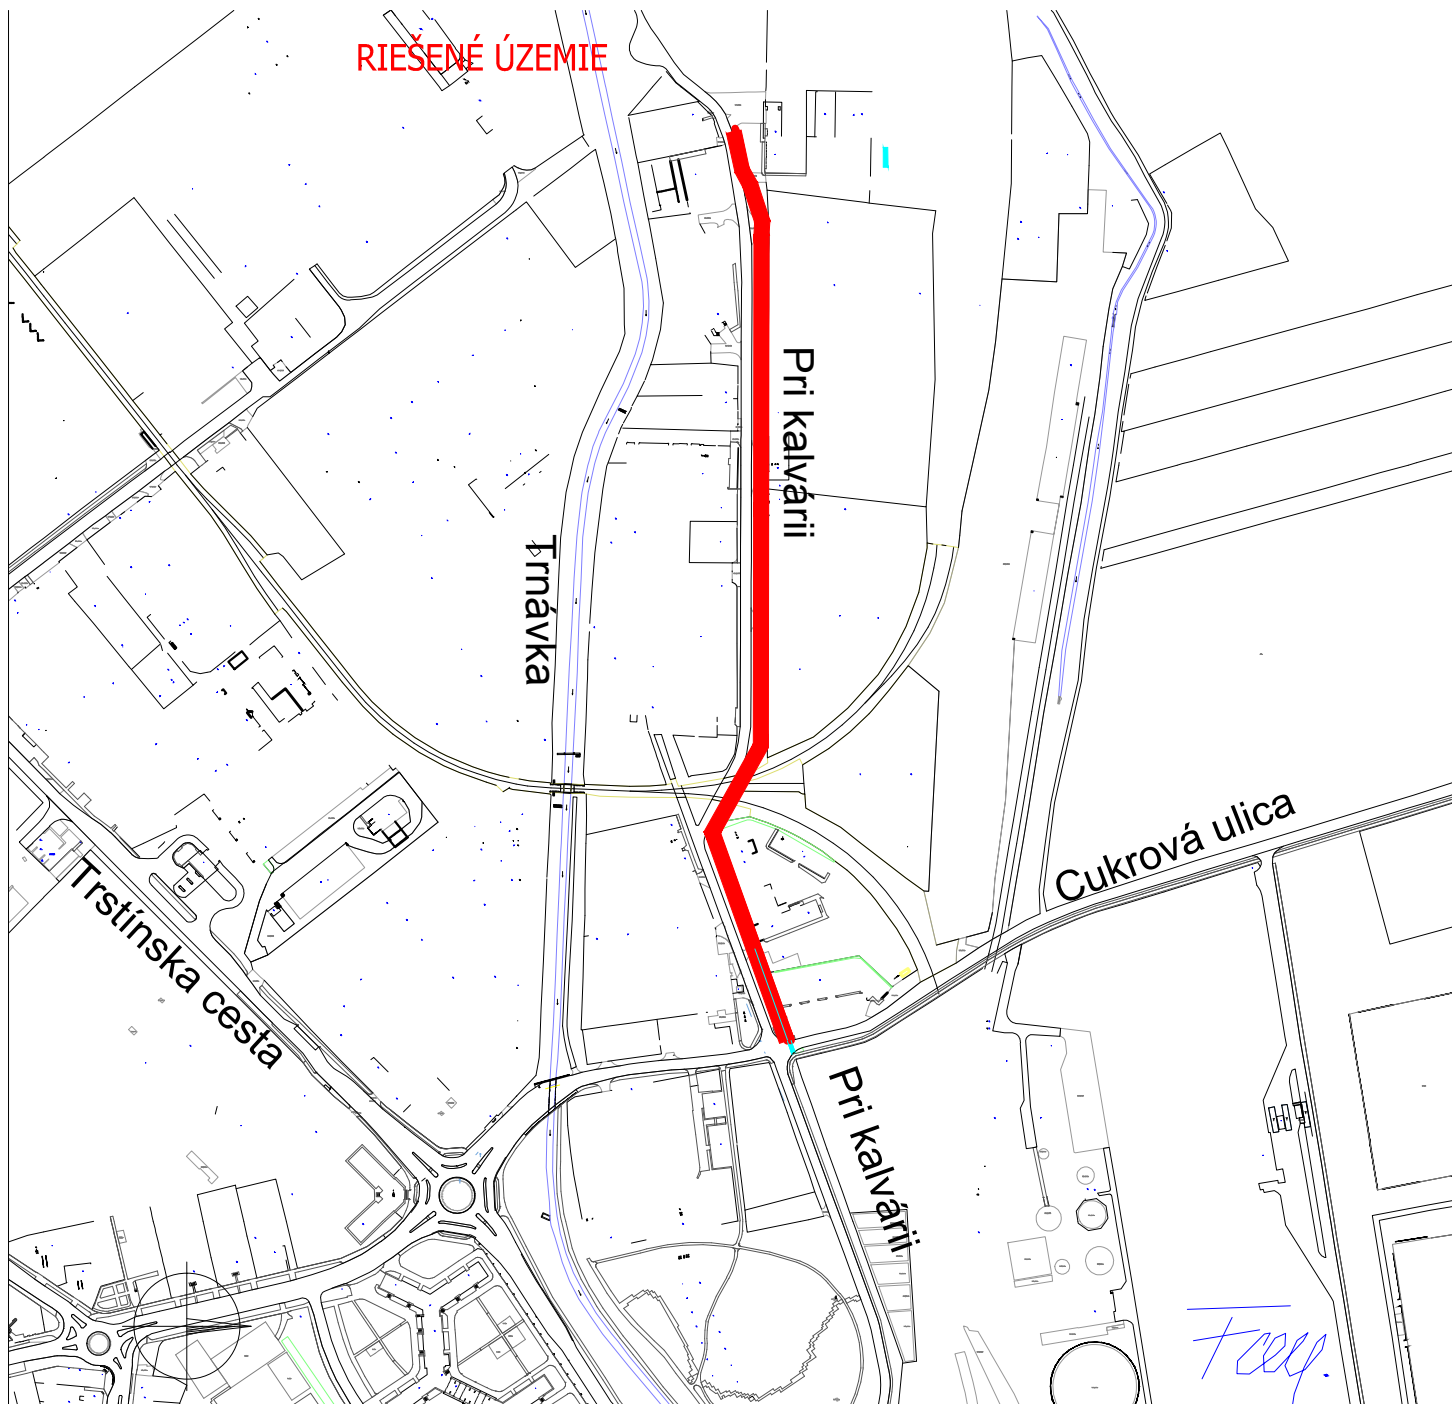 RIEŠENÉ ÚZEMIE
Pri kalvárii
Trnávka
Cukrová ulica
Trstínska cesta
Pri kalvárii